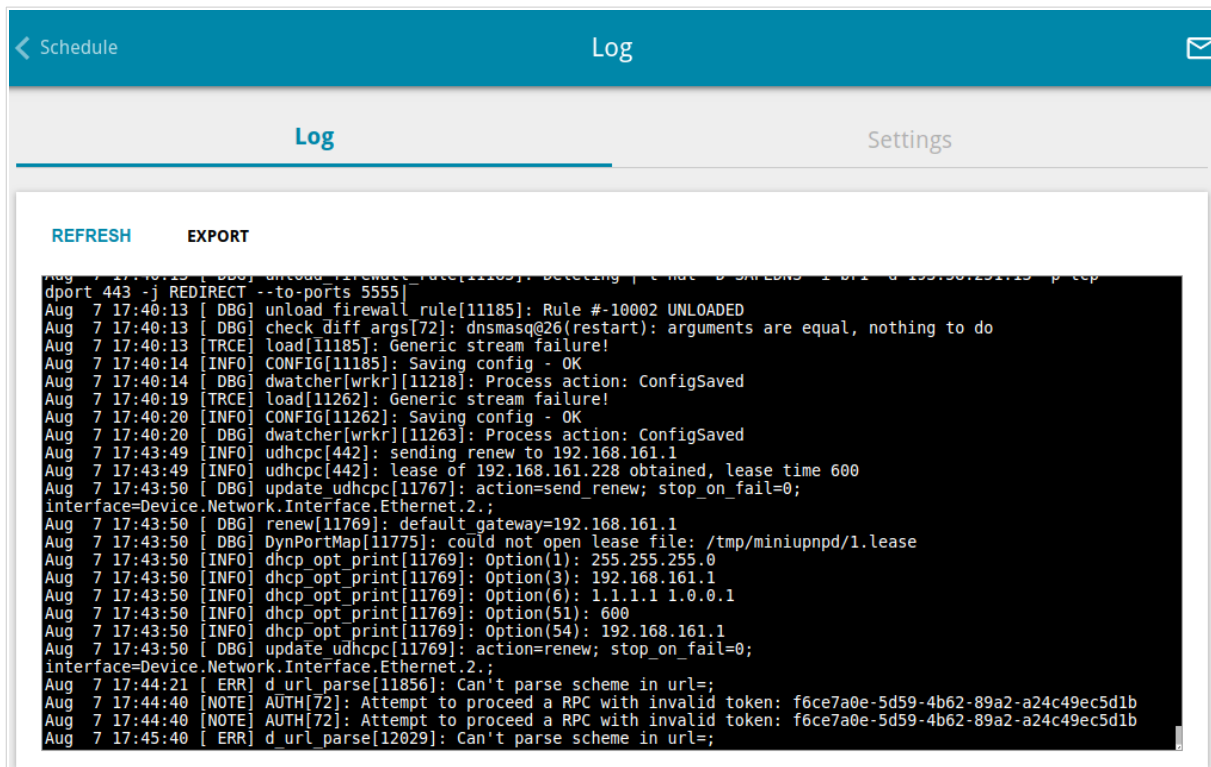 Schedule
Log
Log
Settings
REFRESH
EXPORT
dport 443 -j REDIRECT --to-ports 5555|
Aug  7 17:40:13 [ DBG] unload_firewall_rule[11185]: Rule #-10002 UNLOADED
Aug  7 17:40:13 [ DBG] check_diff_args[72]: dnsmasq@26(restart): arguments are equal, nothing to do
Aug  7 17:40:13 [TRCE] load[11185]: Generic stream failure!
Aug  7 17:40:14 [INFO] CONFIG[11185]: Saving config - OK
Aug  7 17:40:14 [ DBG] dwatcher[wrkr][11218]: Process action: ConfigSaved
Aug  7 17:40:19 [TRCE] load[11262]: Generic stream failure!
Aug  7 17:40:20 [INFO] CONFIG[11262]: Saving config - OK
Aug  7 17:40:20 [ DBG] dwatcher[wrkr][11263]: Process action: ConfigSaved
Aug  7 17:43:49 [INFO] udhcpc[442]: sending renew to 192.168.161.1
Aug  7 17:43:49 [INFO] udhcpc[442]: lease of 192.168.161.228 obtained, lease time 600
Aug  7 17:43:50 [ DBG] update_udhcpc[11767]: action=send_renew; stop_on_fail=0;
interface=Device.Network.Interface.Ethernet.2.;
Aug  7 17:43:50 [ DBG] renew[11769]: default_gateway=192.168.161.1
Aug  7 17:43:50 [ DBG] DynPortMap[11775]: could not open lease file: /tmp/miniupnpd/1.lease
Aug  7 17:43:50 [INFO] dhcp_opt_print[11769]: Option(1): 255.255.255.0
Aug  7 17:43:50 [INFO] dhcp_opt_print[11769]: Option(3): 192.168.161.1
Aug  7 17:43:50 [INFO] dhcp_opt_print[11769]: Option(6): 1.1.1.1 1.0.0.1
Aug  7 17:43:50 [INFO] dhcp_opt_print[11769]: Option(51): 600
Aug  7 17:43:50 [INFO] dhcp_opt_print[11769]: Option(54): 192.168.161.1
Aug  7 17:43:50 [ DBG] update_udhcpc[11769]: action=renew; stop_on_fail=0;
interface=Device.Network.Interface.Ethernet.2.;
Aug  7 17:44:21 [ ERR] d_url_parse[11856]: Can't parse scheme in url=;
Aug  7 17:44:40 [NOTE] AUTH[72]: Attempt to proceed a RPC with invalid token: f6ce7a0e-5d59-4b62-89a2-a24c49ec5d1b
Aug  7 17:44:40 [NOTE] AUTH[72]: Attempt to proceed a RPC with invalid token: f6ce7a0e-5d59-4b62-89a2-a24c49ec5d1b
Aug  7 17:45:40 [ ERR] d_url_parse[12029]: Can't parse scheme in url=;